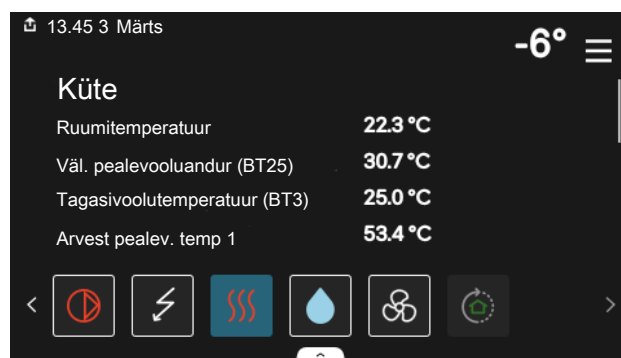 13.45 3 Märts
-6°
Küte
Ruumitemperatuur 22.3 °C
Väl. pealevooluandur (BT25) 30.7 °C
Tagasivoolutemperatuur (BT3) 25.0 °C
Arvest pealev. temp 1 53.4 °C